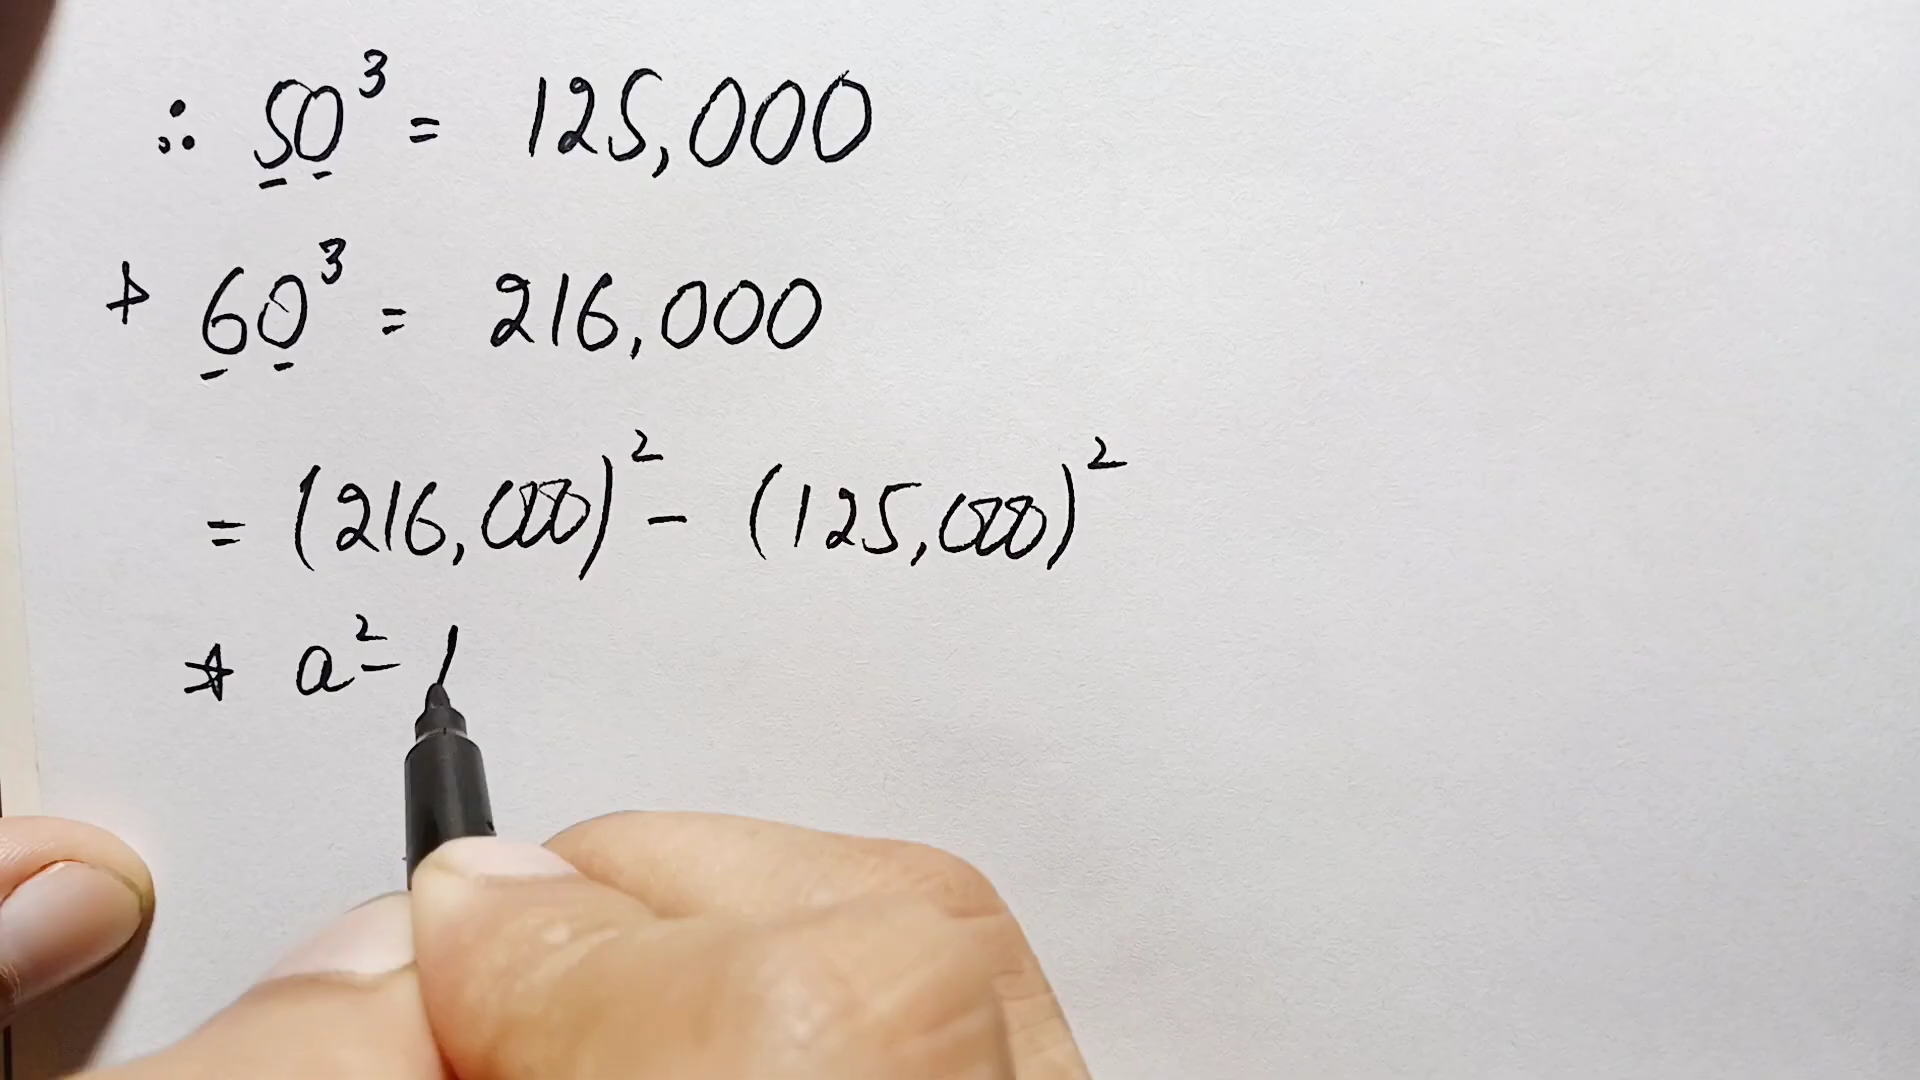 ∴ 50³ = 125,000
+ 60³ = 216,000
= (216,000)² - (125,000)²
* a² -